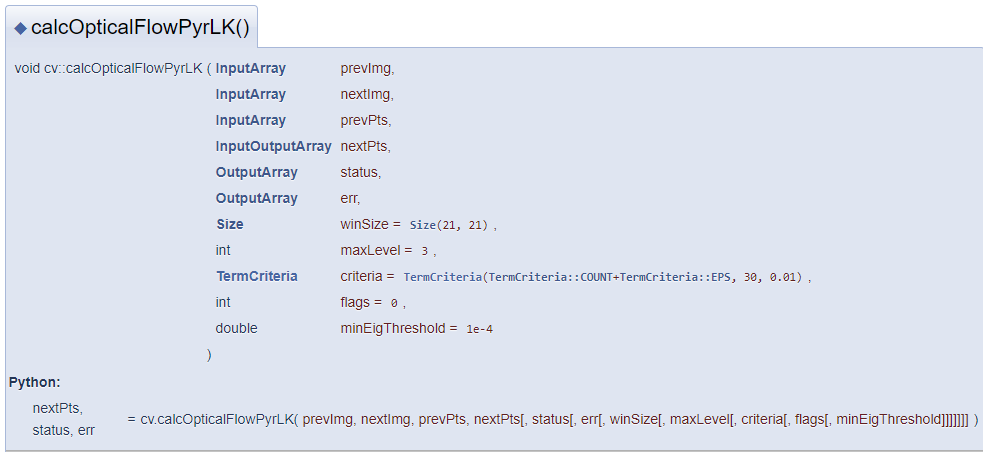 ◆ calcOpticalFlowPyrLK()
void cv::calcOpticalFlowPyrLK ( InputArray prevImg,
InputArray nextImg,
InputArray prevPts,
InputOutputArray nextPts,
OutputArray status,
OutputArray err,
Size winSize = Size(21, 21) ,
int maxLevel = 3 ,
TermCriteria criteria = TermCriteria(TermCriteria::COUNT+TermCriteria::EPS, 30, 0.01) ,
int flags = 0 ,
double minEigThreshold = 1e-4
)
Python:
nextPts,
status, err = cv.calcOpticalFlowPyrLK( prevImg, nextImg, prevPts, nextPts[, status[, err[, winSize[, maxLevel[, criteria[, flags[, minEigThreshold]]]]]]] )